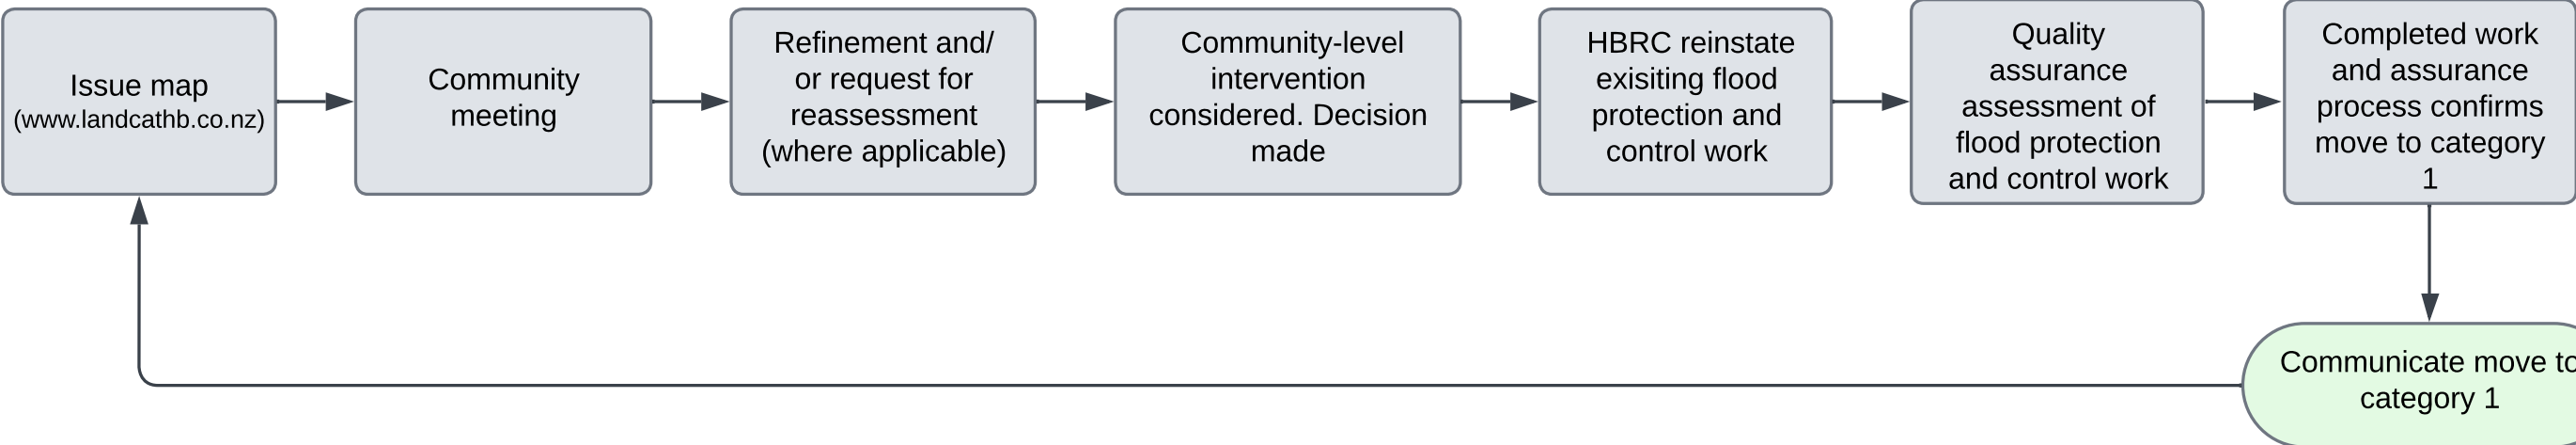 Issue map
(www.landcathb.co.nz)
Community
meeting
Refinement and/
or request for
reassessment
(where applicable)
Community-level
intervention
considered. Decision
made
HBRC reinstate
exisiting flood
protection and
control work
Quality
assurance
assessment of
flood protection
and control work
Completed work
and assurance
process confirms
move to category
1
Communicate move to
category 1